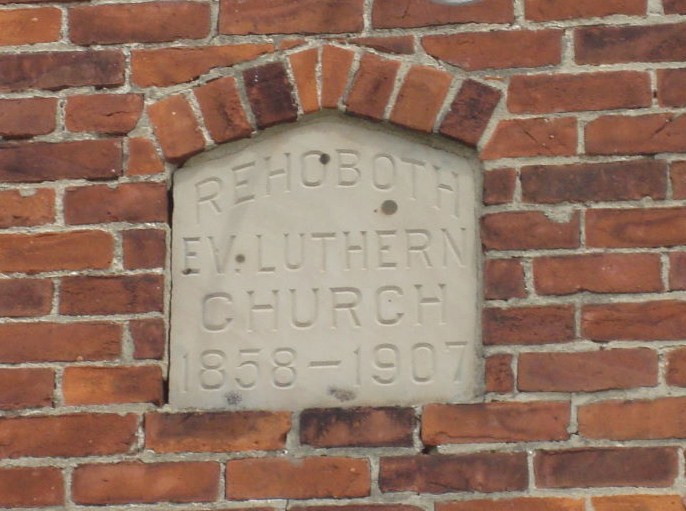 REHOBOTH
EV. LUTHERN
CHURCH
1858-1907